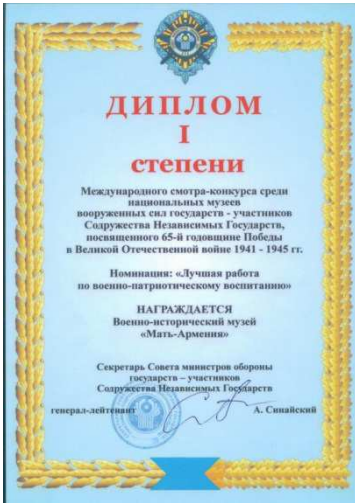 ДИПЛОМ
I
степени
Международного смотра-конкурса среди
национальных музеев
вооруженных сил государств - участников
Содружества Независимых Государств,
посвященного 65-й годовщине Победы
в Великой Отечественной войне 1941 - 1945 гг.
Номинация: «Лучшая работа
по военно-патриотическому воспитанию»
НАГРАЖДАЕТСЯ
Военно-исторический музей
«Мать-Армения»
Секретарь Совета министров обороны
государств – участников
Содружества Независимых Государств
генерал-лейтенант А. Синайский